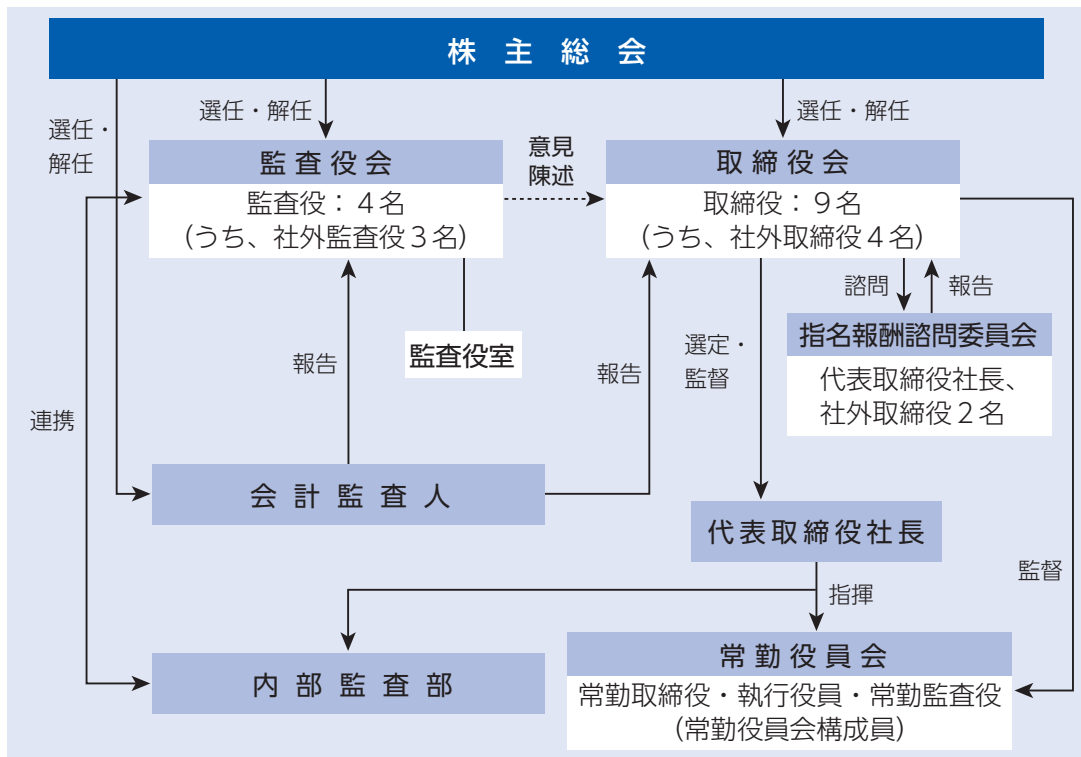 株主総会
選任・解任
選任・解任
選任・
解任
監査役会
監査役：４名
（うち、社外監査役３名）
意見
陳述
取締役会
取締役：９名
（うち、社外取締役４名）
諮問
報告
指名報酬諮問委員会
代表取締役社長、
社外取締役２名
監査役室
報告
報告
選定・
監督
連携
会計監査人
代表取締役社長
指揮
監督
内部監査部
常勤役員会
常勤取締役・執行役員・常勤監査役
（常勤役員会構成員）